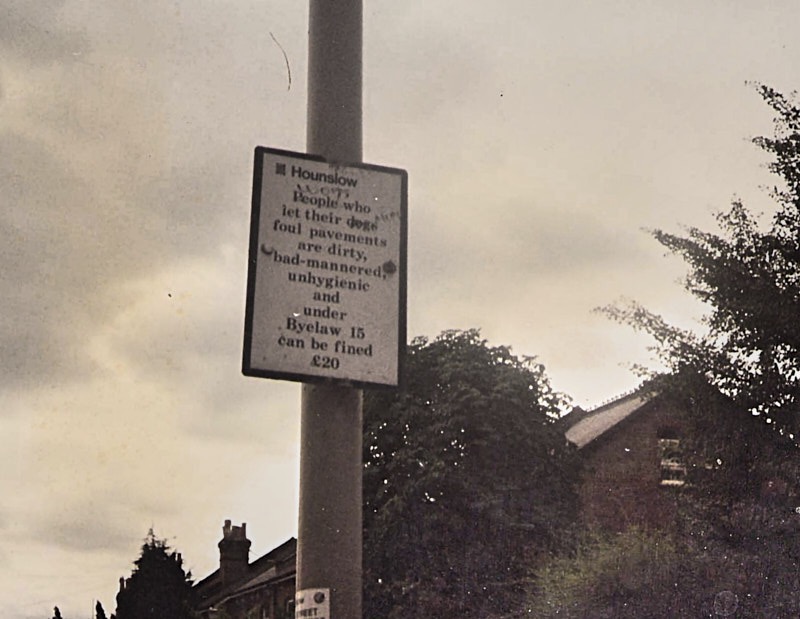 Hounslow
People who
let their dogs
foul pavements
are dirty,
bad-mannered,
unhygienic
and
under
Byelaw 15
can be fined
£20